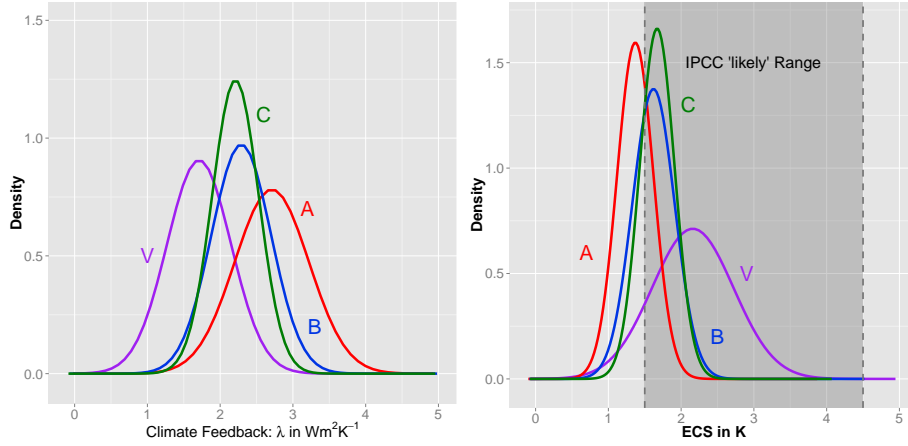 1.5
1.0
0.5
0.0
Density
C
A
V
B
0 1 2 3 4 5
Climate Feedback: λ in Wm²K⁻¹
IPCC 'likely' Range
1.5
1.0
0.5
0.0
Density
C
A
V
B
0 1 2 3 4 5
ECS in K